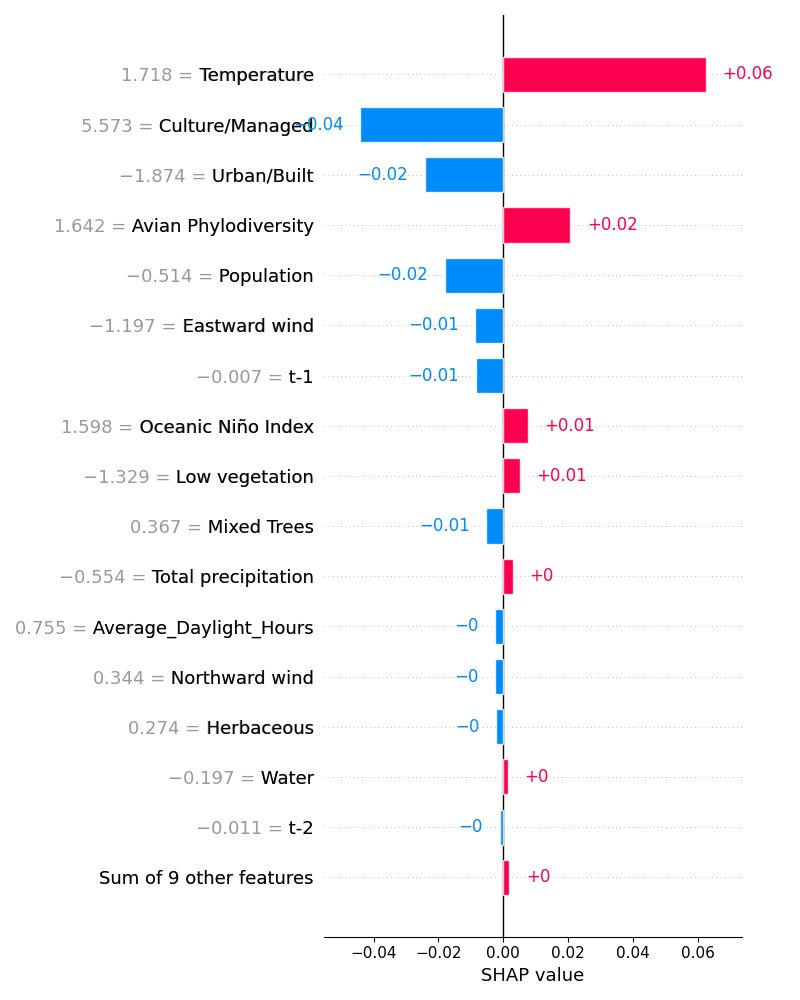 1.718 = Temperature +0.06
5.573 = Culture/Managed −0.04
−1.874 = Urban/Built −0.02
1.642 = Avian Phylodiversity +0.02
−0.514 = Population −0.02
−1.197 = Eastward wind −0.01
−0.007 = t-1 −0.01
1.598 = Oceanic Niño Index +0.01
−1.329 = Low vegetation +0.01
0.367 = Mixed Trees −0.01
−0.554 = Total precipitation +0
0.755 = Average_Daylight_Hours −0
0.344 = Northward wind −0
0.274 = Herbaceous −0
−0.197 = Water +0
−0.011 = t-2 −0
Sum of 9 other features +0
−0.04 −0.02 0.00 0.02 0.04 0.06
SHAP value